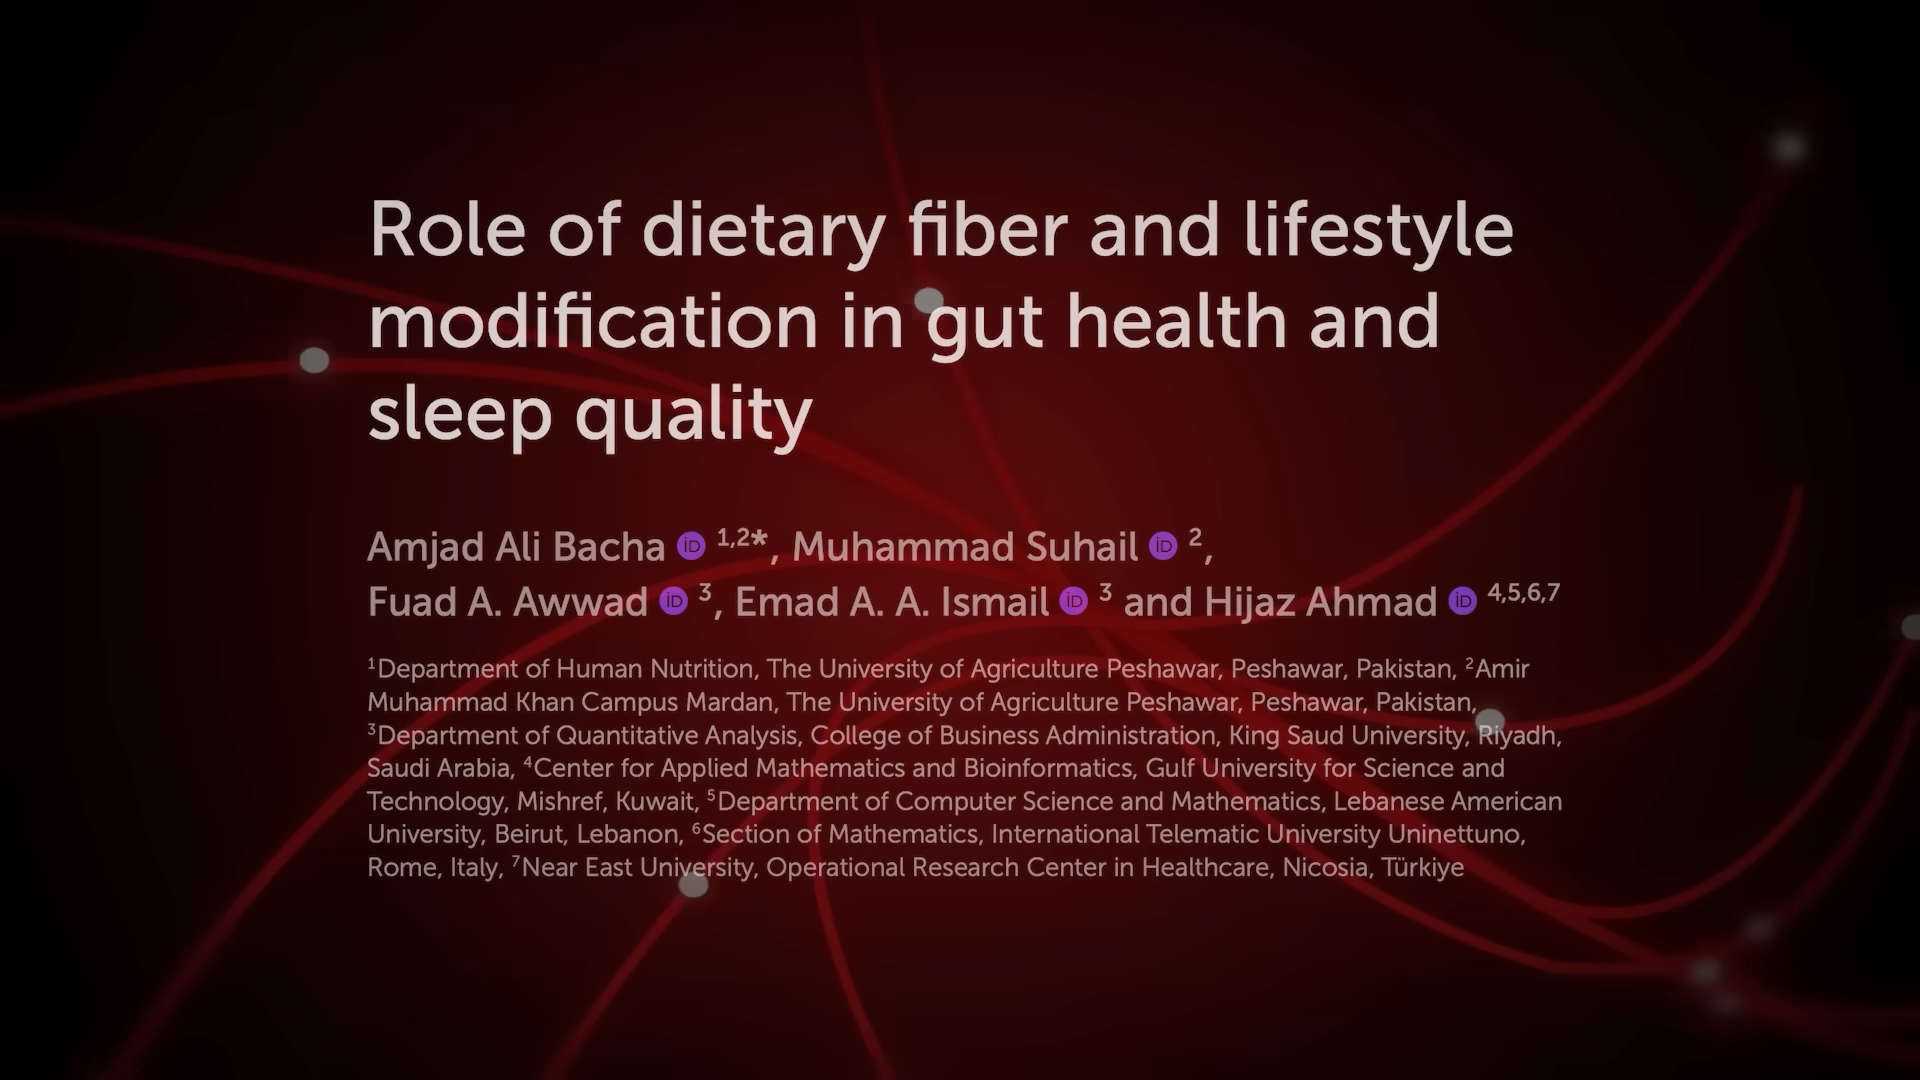 Role of dietary fiber and lifestyle
modification in gut health and
sleep quality
Amjad Ali Bacha iD 1,2*, Muhammad Suhail iD 2,
Fuad A. Awwad iD 3, Emad A. A. Ismail iD 3 and Hijaz Ahmad iD 4,5,6,7
1Department of Human Nutrition, The University of Agriculture Peshawar, Peshawar, Pakistan, 2Amir
Muhammad Khan Campus Mardan, The University of Agriculture Peshawar, Peshawar, Pakistan,
3Department of Quantitative Analysis, College of Business Administration, King Saud University, Riyadh,
Saudi Arabia, 4Center for Applied Mathematics and Bioinformatics, Gulf University for Science and
Technology, Mishref, Kuwait, 5Department of Computer Science and Mathematics, Lebanese American
University, Beirut, Lebanon, 6Section of Mathematics, International Telematic University Uninettuno,
Rome, Italy, 7Near East University, Operational Research Center in Healthcare, Nicosia, Türkiye